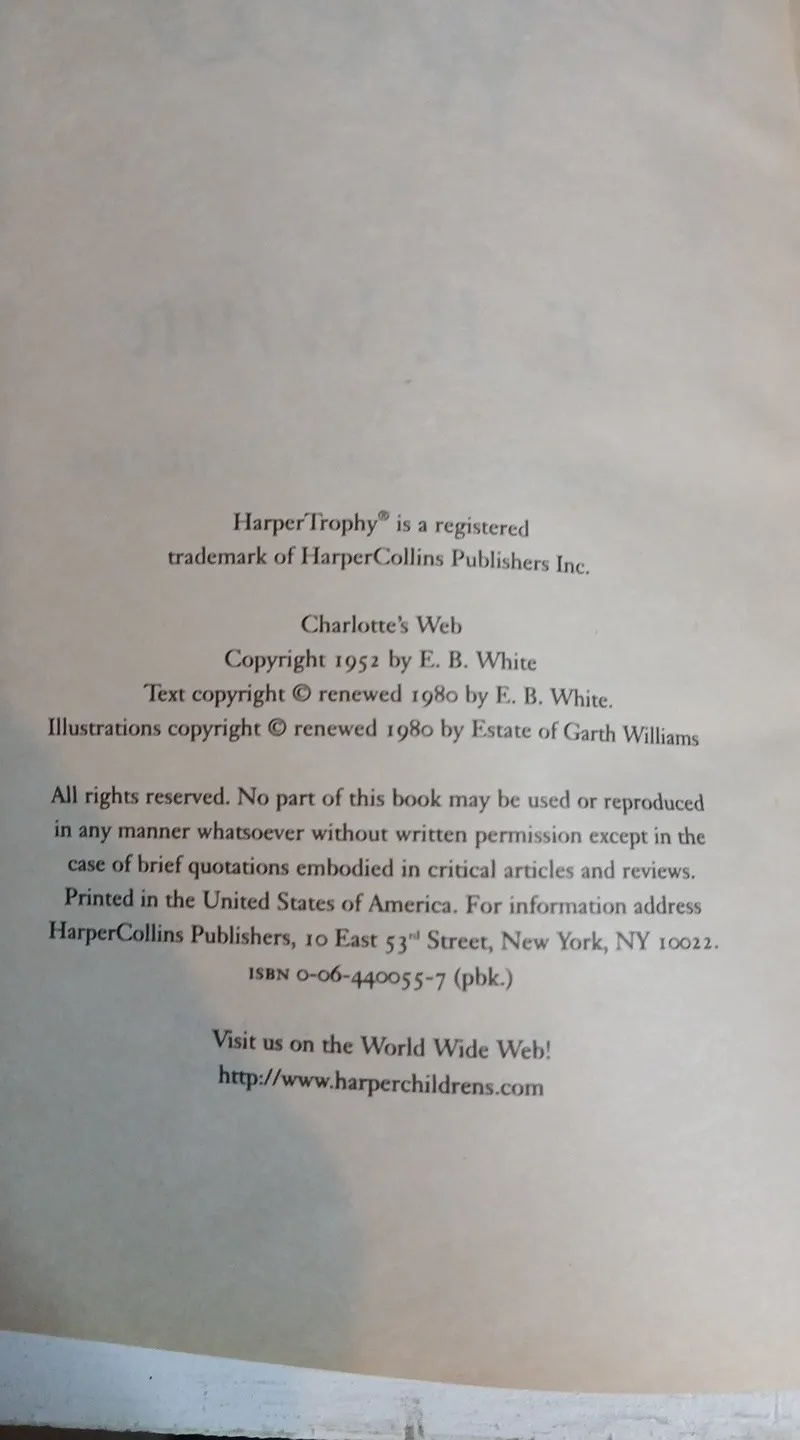 HarperTrophy® is a registered
trademark of HarperCollins Publishers Inc.
Charlotte's Web
Copyright 1952 by E. B. White
Text copyright © renewed 1980 by E. B. White.
Illustrations copyright © renewed 1980 by Estate of Garth Williams
All rights reserved. No part of this book may be used or reproduced
in any manner whatsoever without written permission except in the
case of brief quotations embodied in critical articles and reviews.
Printed in the United States of America. For information address
HarperCollins Publishers, 10 East 53rd Street, New York, NY 10022.
ISBN 0-06-440055-7 (pbk.)
Visit us on the World Wide Web!
http://www.harperchildrens.com